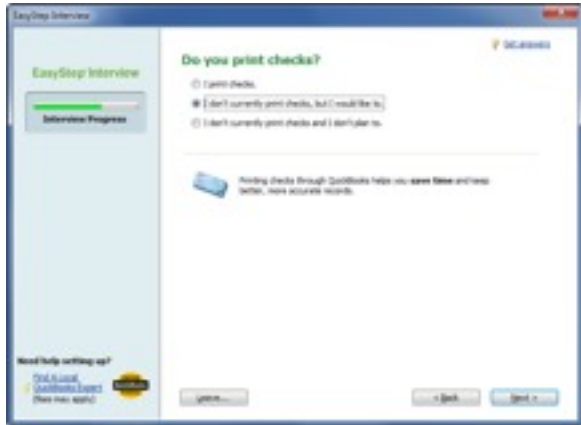 EasyStep Interview
Get answers
EasyStep Interview
Interview Progress
Do you print checks?
I print checks.
I don't currently print checks, but I would like to.
I don't currently print checks and I don't plan to.
Printing checks through QuickBooks helps you save time and keep
better, more accurate records.
Need help setting up?
Find A Local
QuickBooks Expert
(fees may apply)
QuickBooks
Leave...
< Back
Next >